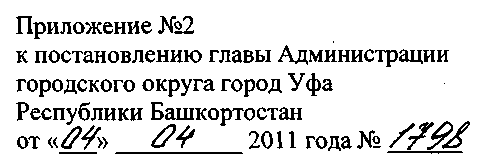 Приложение №2
к постановлению главы Администрации
городского округа город Уфа
Республики Башкортостан
от «04» 04 2011 года № 1798